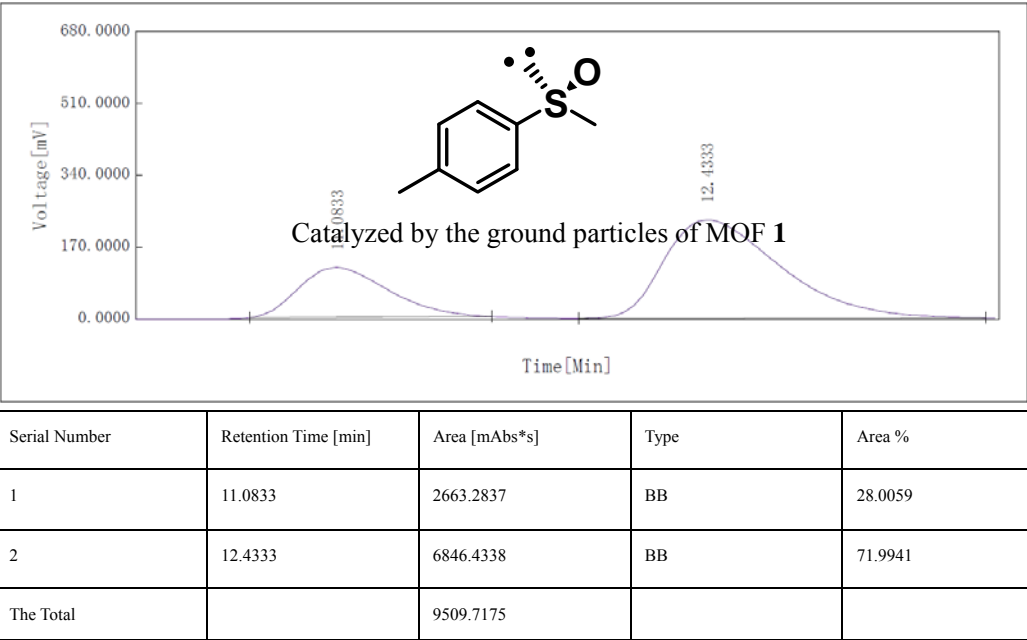 680.0000
510.0000
340.0000
170.0000
0.0000
Voltage[mV]
O
S
12.4333
Catalyzed by the ground particles of MOF 1
Time[Min]
Serial Number Retention Time [min] Area [mAbs*s] Type Area %
1 11.0833 2663.2837 BB 28.0059
2 12.4333 6846.4338 BB 71.9941
The Total 9509.7175